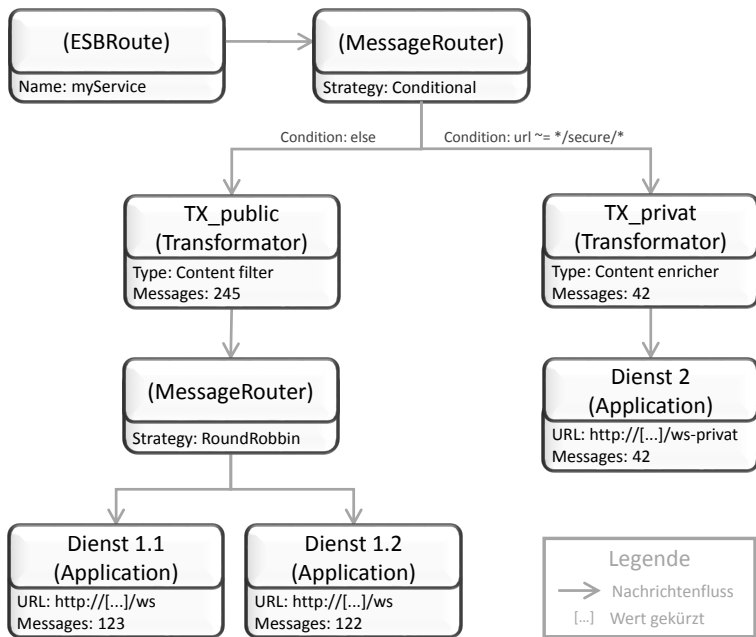 (ESBRoute)
Name: myService
(MessageRouter)
Strategy: Conditional
Condition: else
Condition: url ~= */secure/*
TX_public
(Transformator)
Type: Content filter
Messages: 245
TX_privat
(Transformator)
Type: Content enricher
Messages: 42
(MessageRouter)
Strategy: RoundRobbin
Dienst 2
(Application)
URL: http://[...]/ws-privat
Messages: 42
Dienst 1.1
(Application)
URL: http://[...]/ws
Messages: 123
Dienst 1.2
(Application)
URL: http://[...]/ws
Messages: 122
Legende
Nachrichtenfluss
[...] Wert gekürzt